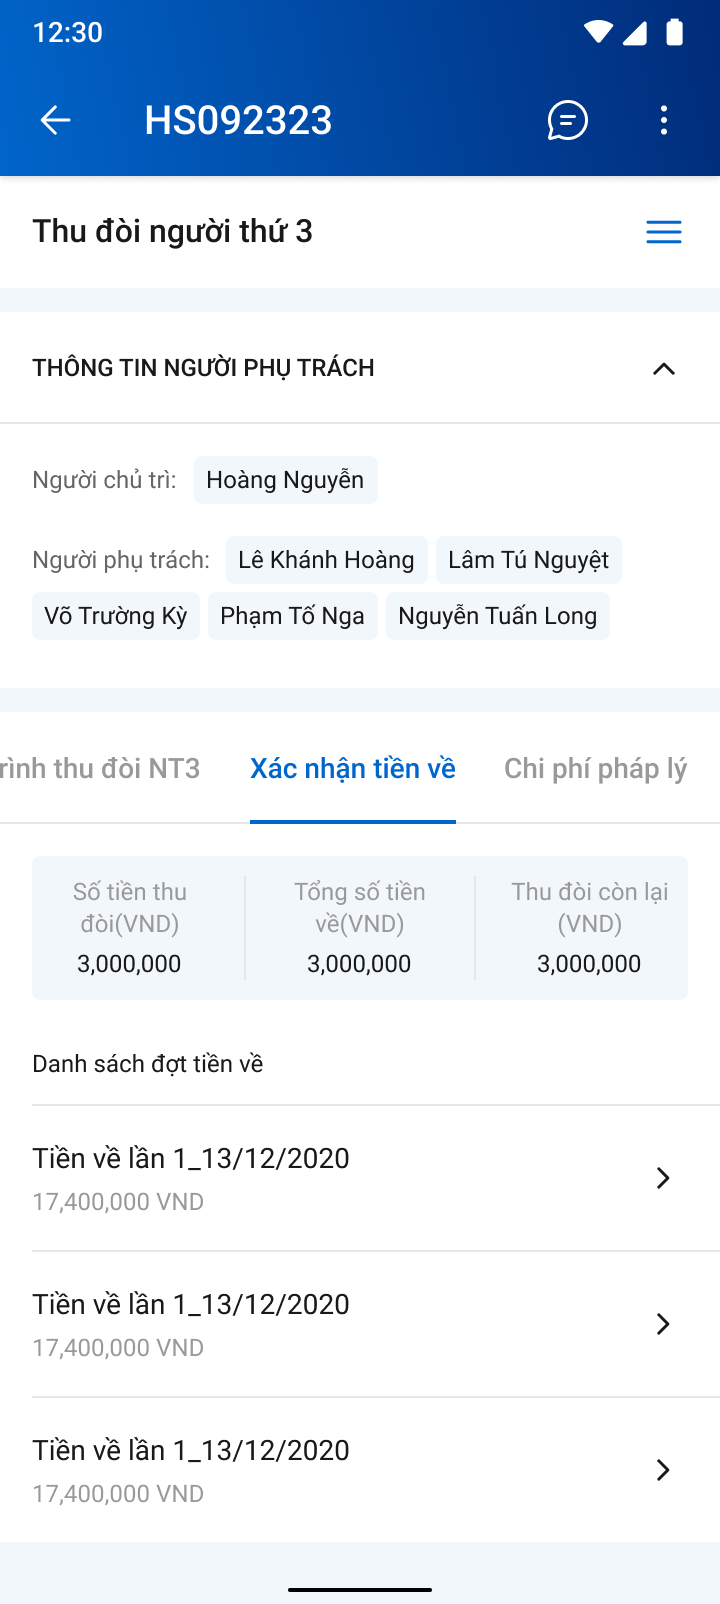 12:30
HS092323
Thu đòi người thứ 3
THÔNG TIN NGƯỜI PHỤ TRÁCH
Người chủ trì: Hoàng Nguyễn
Người phụ trách: Lê Khánh Hoàng Lâm Tú Nguyệt
Võ Trường Kỳ Phạm Tố Nga Nguyễn Tuấn Long
rình thu đòi NT3 Xác nhận tiền về Chi phí pháp lý
Số tiền thu đòi(VND)
3,000,000
Tổng số tiền về(VND)
3,000,000
Thu đòi còn lại (VND)
3,000,000
Danh sách đợt tiền về
Tiền về lần 1_13/12/2020
17,400,000 VND
Tiền về lần 1_13/12/2020
17,400,000 VND
Tiền về lần 1_13/12/2020
17,400,000 VND